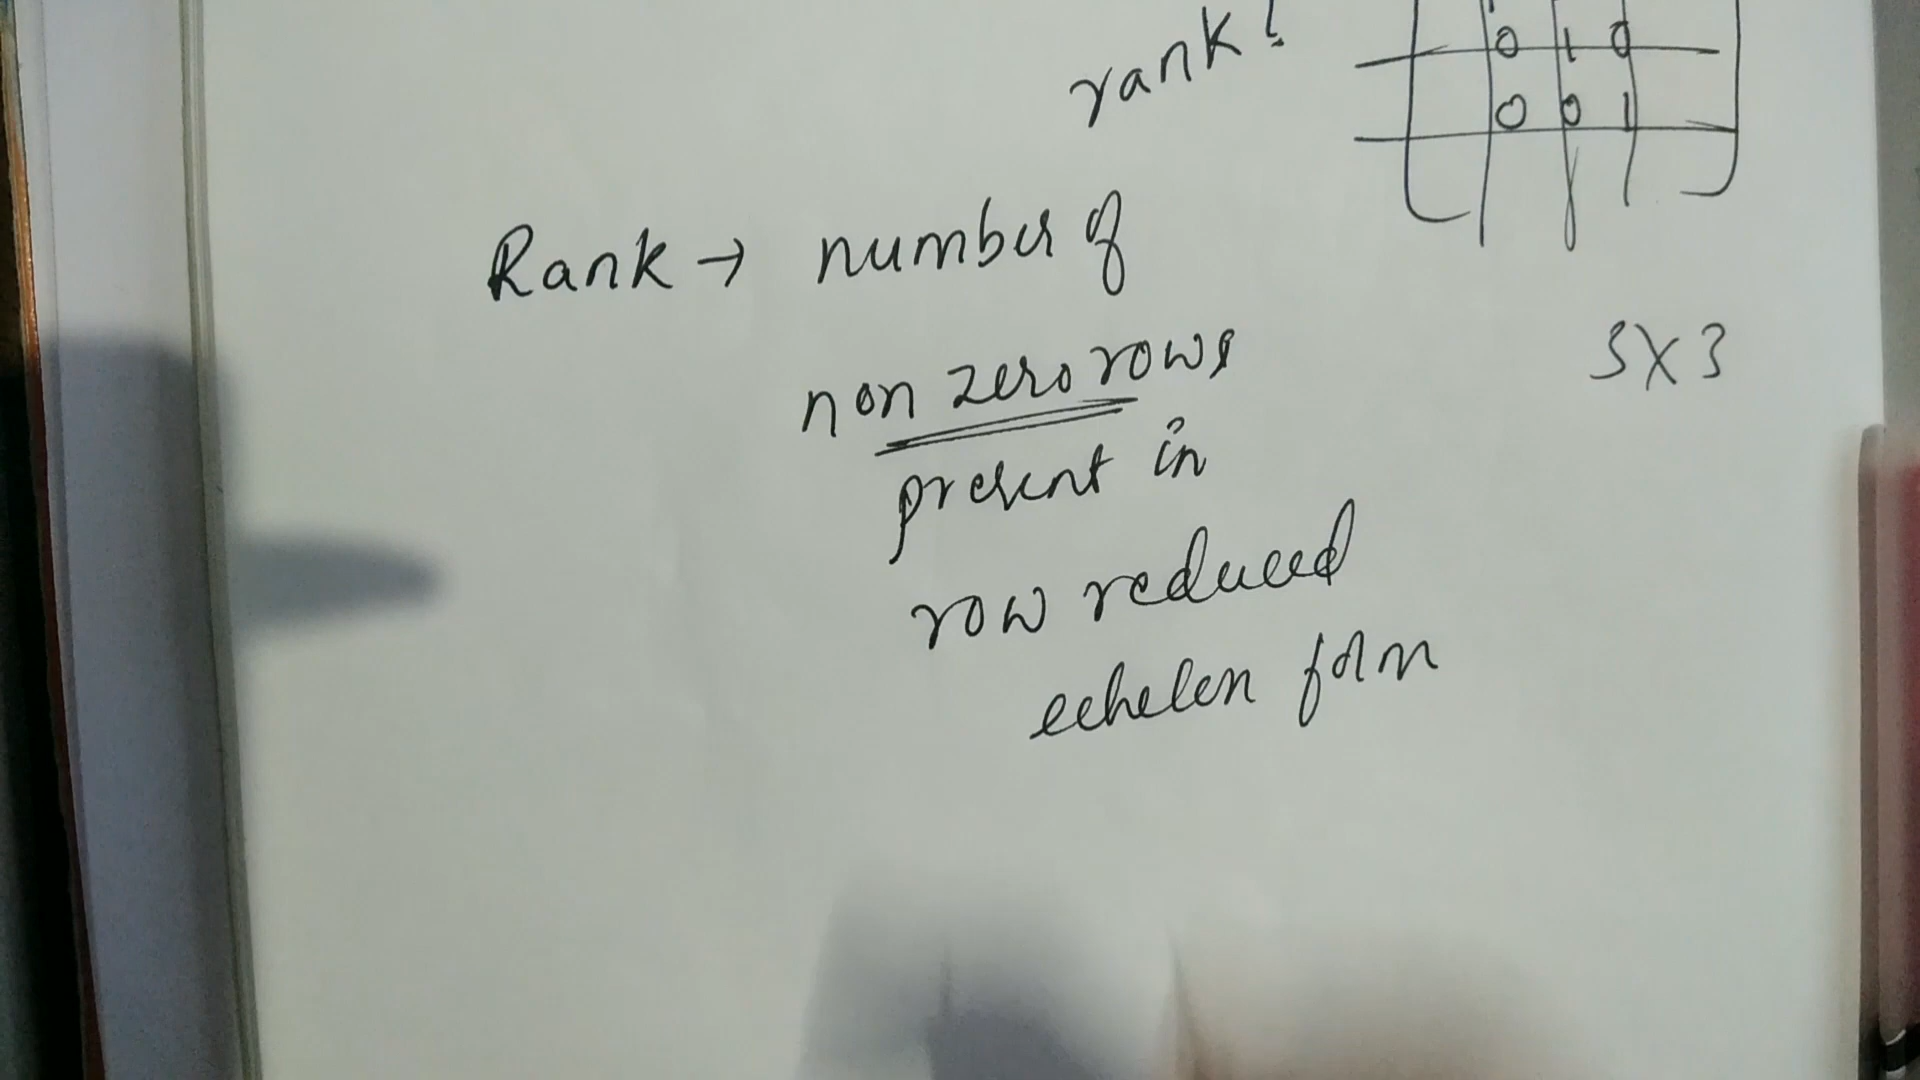 rank!
0 1 0
0 0 1
Rank → number of
non zero rows
3X3
present in
row reduced
echelen form